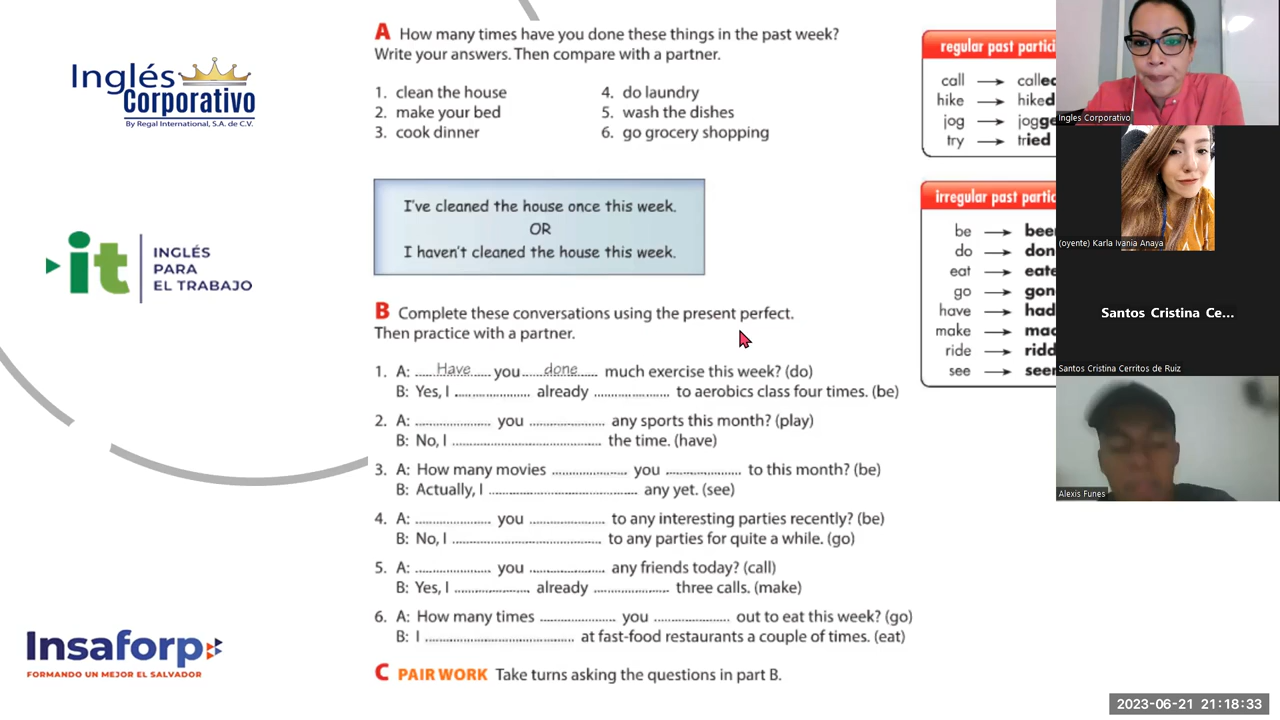 Inglés
Corporativo
By Regal International, S.A. de C.V.
it
INGLÉS
PARA
EL TRABAJO
Insaforp
FORMANDO UN MEJOR EL SALVADOR
A How many times have you done these things in the past week?
Write your answers. Then compare with a partner.
1. clean the house
2. make your bed
3. cook dinner
4. do laundry
5. wash the dishes
6. go grocery shopping
I've cleaned the house once this week.
OR
I haven't cleaned the house this week.
B Complete these conversations using the present perfect.
Then practice with a partner.
1. A: Have you done much exercise this week? (do)
B: Yes, I .................. already .................. to aerobics class four times. (be)
2. A: .................. you .................. any sports this month? (play)
B: No, I .................................... the time. (have)
3. A: How many movies .................. you .................. to this month? (be)
B: Actually, I .................................... any yet. (see)
4. A: .................. you .................. to any interesting parties recently? (be)
B: No, I .................................... to any parties for quite a while. (go)
5. A: .................. you .................. any friends today? (call)
B: Yes, I .................. already .................. three calls. (make)
6. A: How many times .................. you .................. out to eat this week? (go)
B: I .................................... at fast-food restaurants a couple of times. (eat)
C PAIR WORK Take turns asking the questions in part B.
regular past partici
call → called
hike → hiked
jog → jogge
try → tried
irregular past partic
be → been
do → don
eat → eate
go → gon
have → had
make → mad
ride → ridd
see → seen
Ingles Corporativo
(oyente) Karla Ivania Anaya
Santos Cristina Ce...
Santos Cristina Cerritos de Ruiz
Alexis Funes
2023-06-21 21:18:33